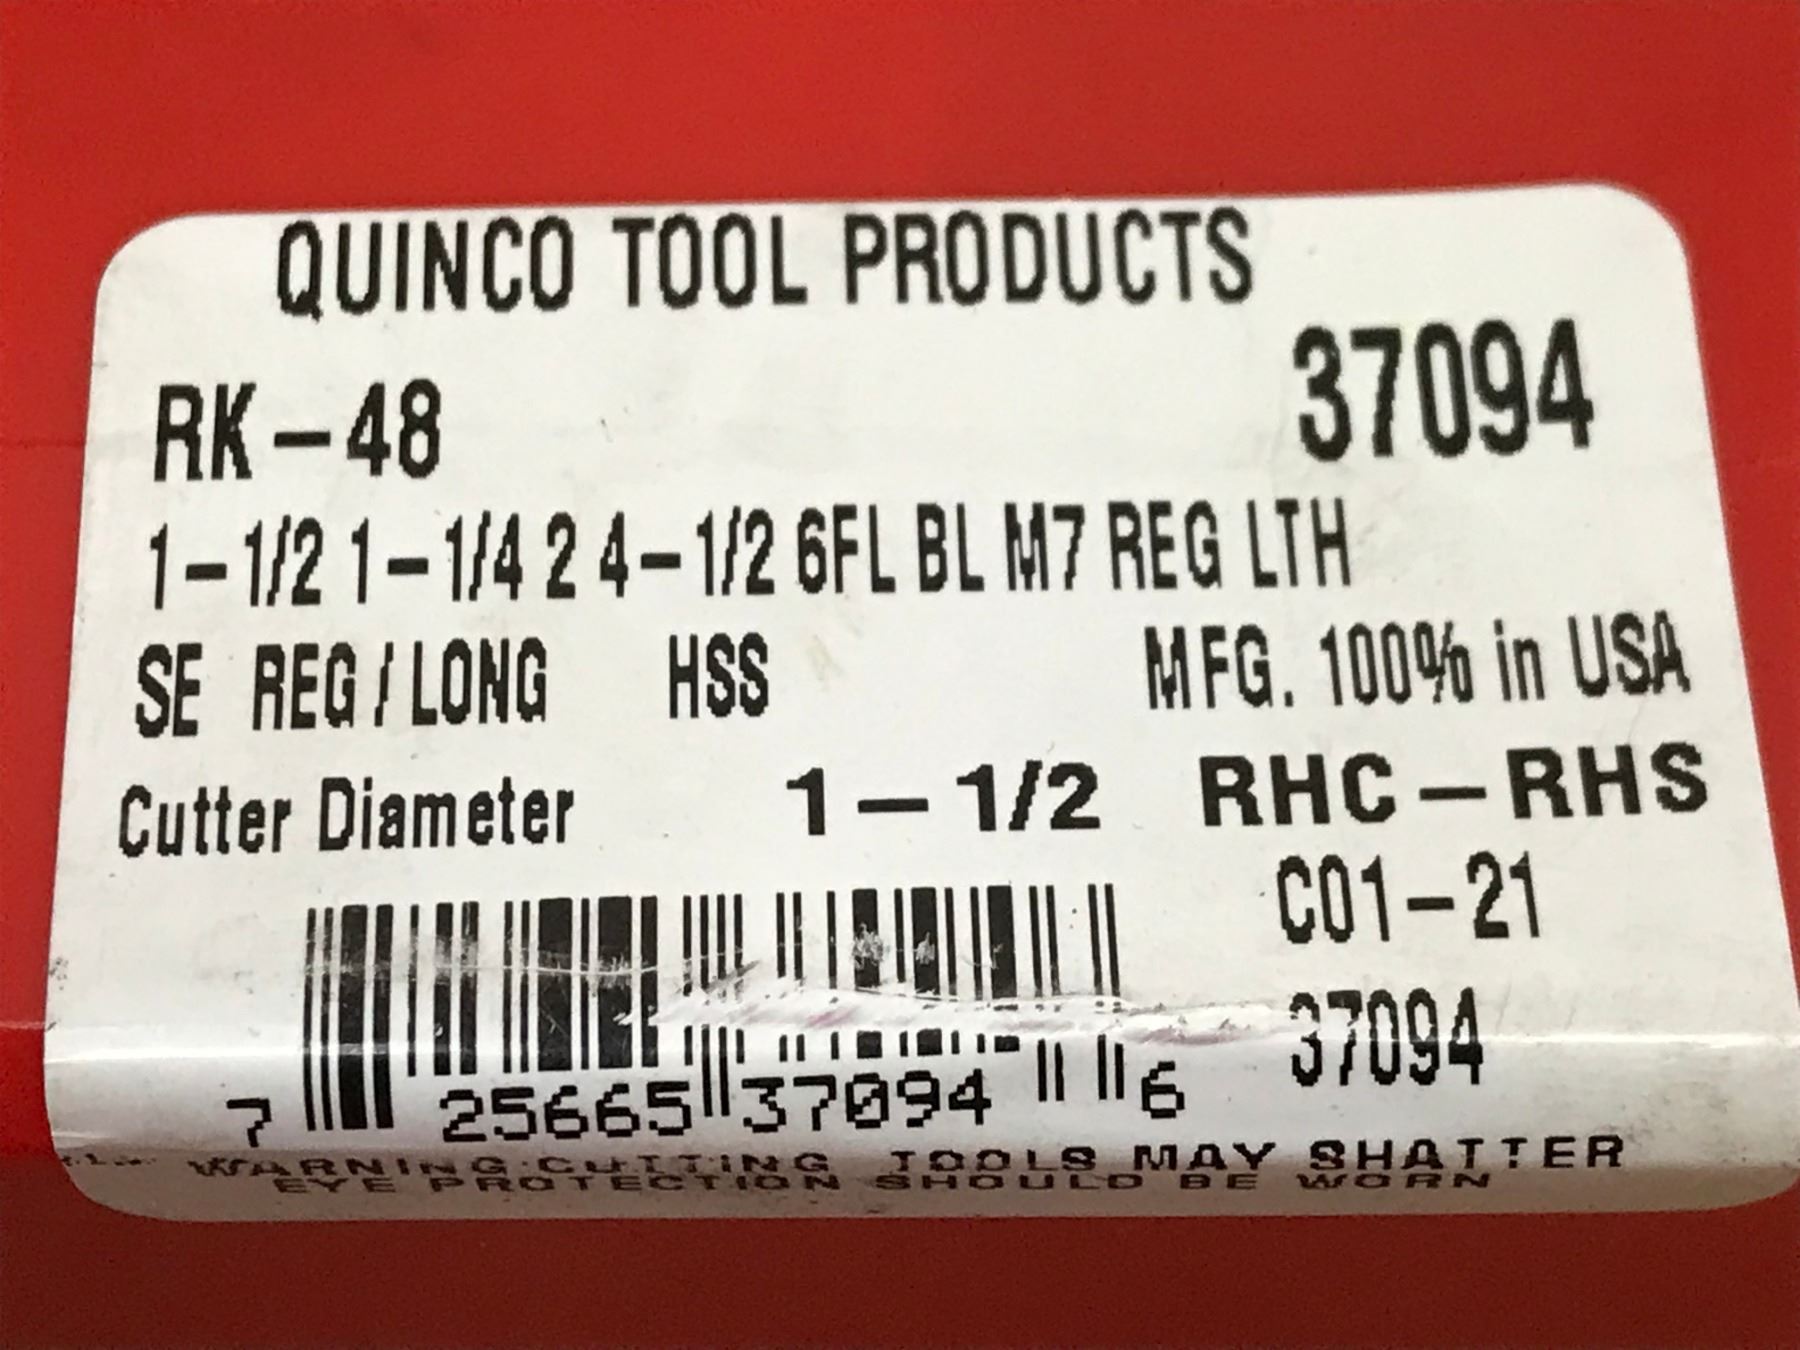 QUINCO TOOL PRODUCTS
RK-48 37094
1-1/2 1-1/4 2 4-1/2 6FL BL M7 REG LTH
SE REG/LONG HSS MFG. 100% in USA
Cutter Diameter 1-1/2 RHC-RHS
C01-21
37094
7 25665 37094 6
WARNING:CUTTING TOOLS MAY SHATTER
EYE PROTECTION SHOULD BE WORN